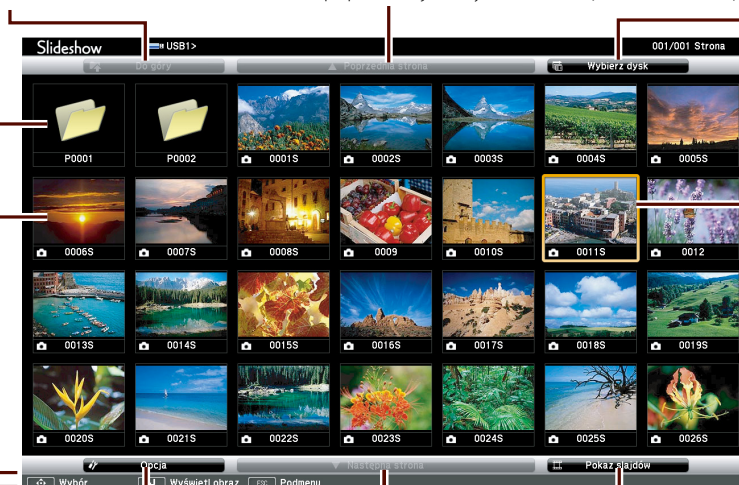 Slideshow USB1> 001/001 Strona
Do góry Poprzednia strona Wybierz dysk
P0001 P0002 0001S 0002S 0003S 0004S 0005S
0006S 0007S 0008S 0009 0010S 0011S 0012
0013S 0014S 0015S 0016S 0017S 0018S 0019S
0020S 0021S 0022S 0023S 0024S 0025S 0026S
Opcja Następna strona Pokaz slajdów
Wybór Wyświetl obraz ESC Podmenu